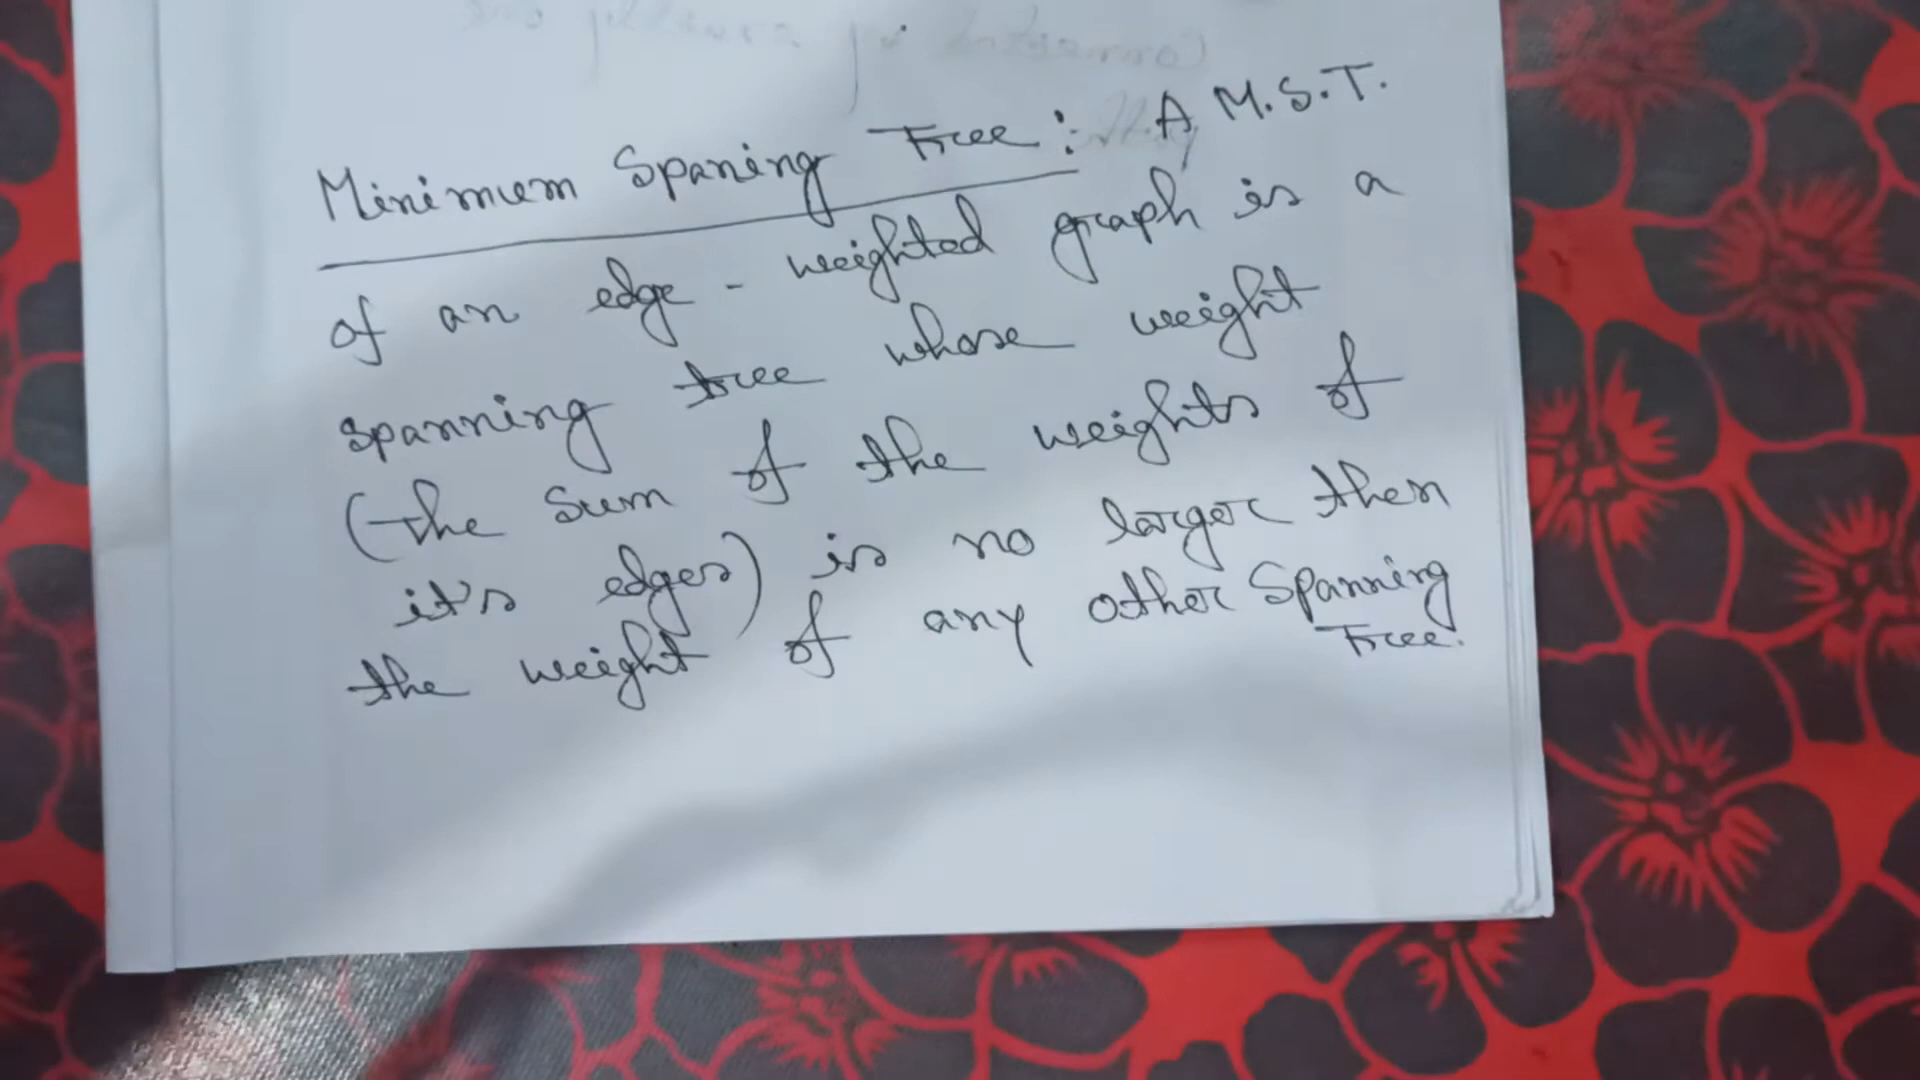 Minimum Spaning Tree : A M.S.T.
of an edge - weighted graph is a
spanning tree whose weight
(the sum of the weights of
it's edges) is no larger then
the weight of any other Spanning
Tree.